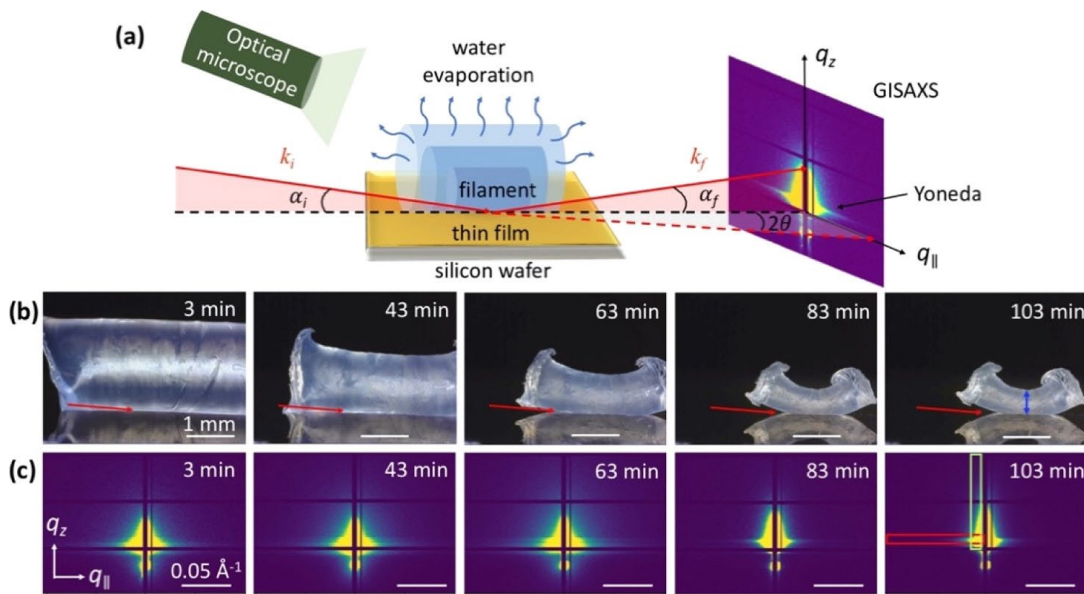 (a)
Optical
microscope
water
evaporation
q_z
GISAXS
k_i
k_f
α_i
filament
α_f
Yoneda
2θ
thin film
q_∥
silicon wafer
(b)
3 min
43 min
63 min
83 min
103 min
1 mm
(c)
3 min
43 min
63 min
83 min
103 min
q_z
q_∥
0.05 Å⁻¹